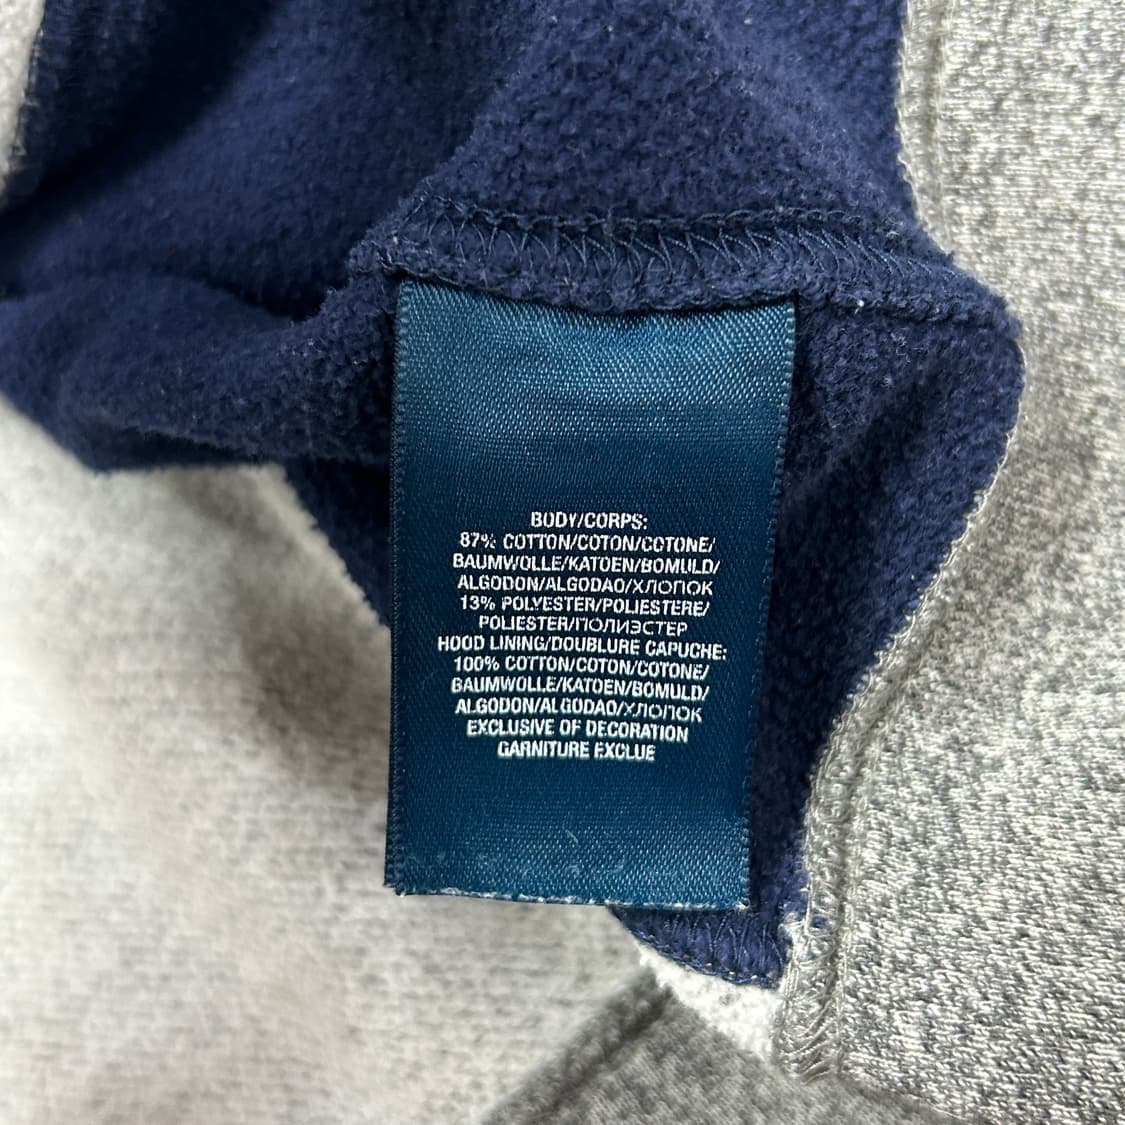 BODY/CORPS:
87% COTTON/COTON/COTONE/
BAUMWOLLE/KATOEN/BOMULD/
ALGODON/ALGODAO/ХЛОПОК
13% POLYESTER/POLIESTERE/
POLIESTER/ПОЛИЭСТЕР
HOOD LINING/DOUBLURE CAPUCHE:
100% COTTON/COTON/COTONE/
BAUMWOLLE/KATOEN/BOMULD/
ALGODON/ALGODAO/ХЛОПОК
EXCLUSIVE OF DECORATION
GARNITURE EXCLUE